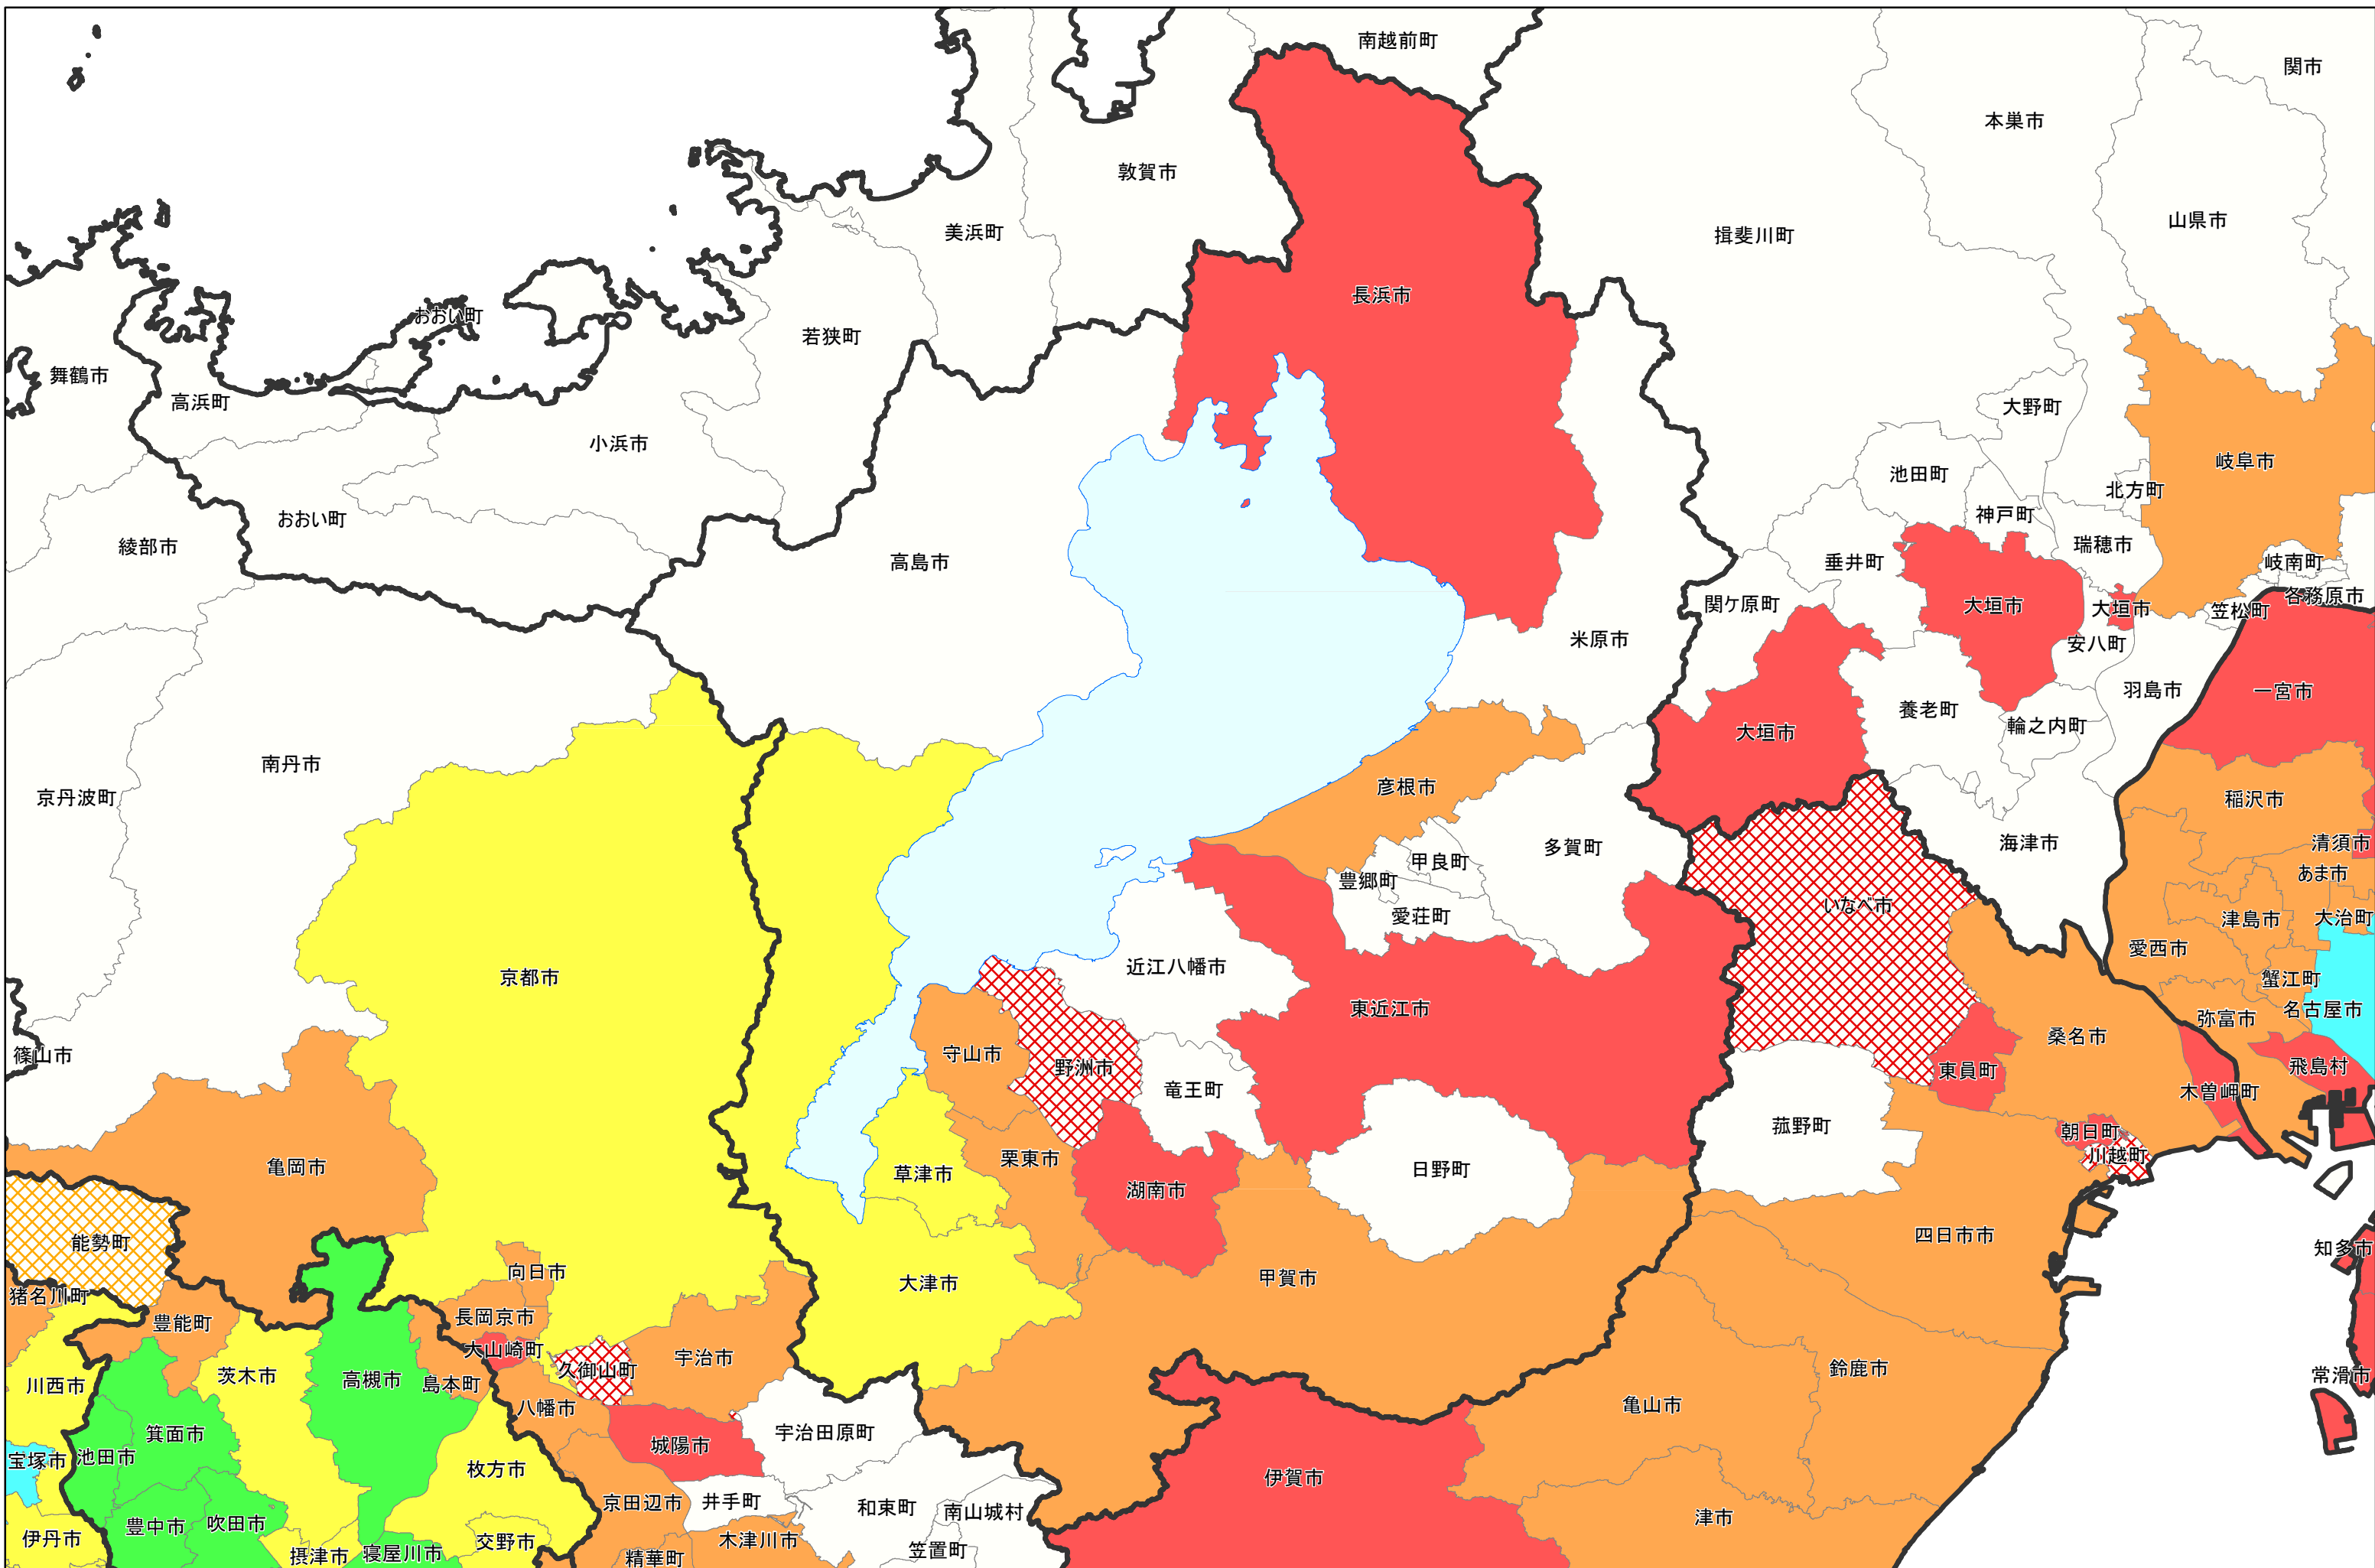 南越前町
関市
本巣市
敦賀市
山県市
美浜町
揖斐川町
長浜市
おおい町
若狭町
舞鶴市
高浜町
大野町
小浜市
岐阜市
池田町
北方町
神戸町
おおい町
綾部市
瑞穂市
高島市
垂井町
岐南町
各務原市
関ケ原町
大垣市
大垣市
笠松町
米原市
安八町
羽島市
一宮市
養老町
輪之内町
大垣市
南丹市
京丹波町
彦根市
稲沢市
海津市
清須市
多賀町
甲良町
あま市
豊郷町
いなべ市
愛荘町
津島市
大治町
愛西市
近江八幡市
京都市
蟹江町
東近江市
名古屋市
弥富市
桑名市
篠山市
守山市
野洲市
東員町
飛島村
竜王町
木曽岬町
菰野町
朝日町
川越町
亀岡市
栗東市
草津市
日野町
湖南市
四日市市
能勢町
知多市
向日市
甲賀市
大津市
猪名川町
長岡京市
豊能町
大山崎町
宇治市
久御山町
鈴鹿市
茨木市
高槻市
島本町
川西市
常滑市
八幡市
亀山市
宇治田原町
箕面市
城陽市
池田市
宝塚市
枚方市
伊賀市
京田辺市
井手町
和束町
南山城村
津市
豊中市
吹田市
伊丹市
交野市
木津川市
笠置町
摂津市
寝屋川市
精華町